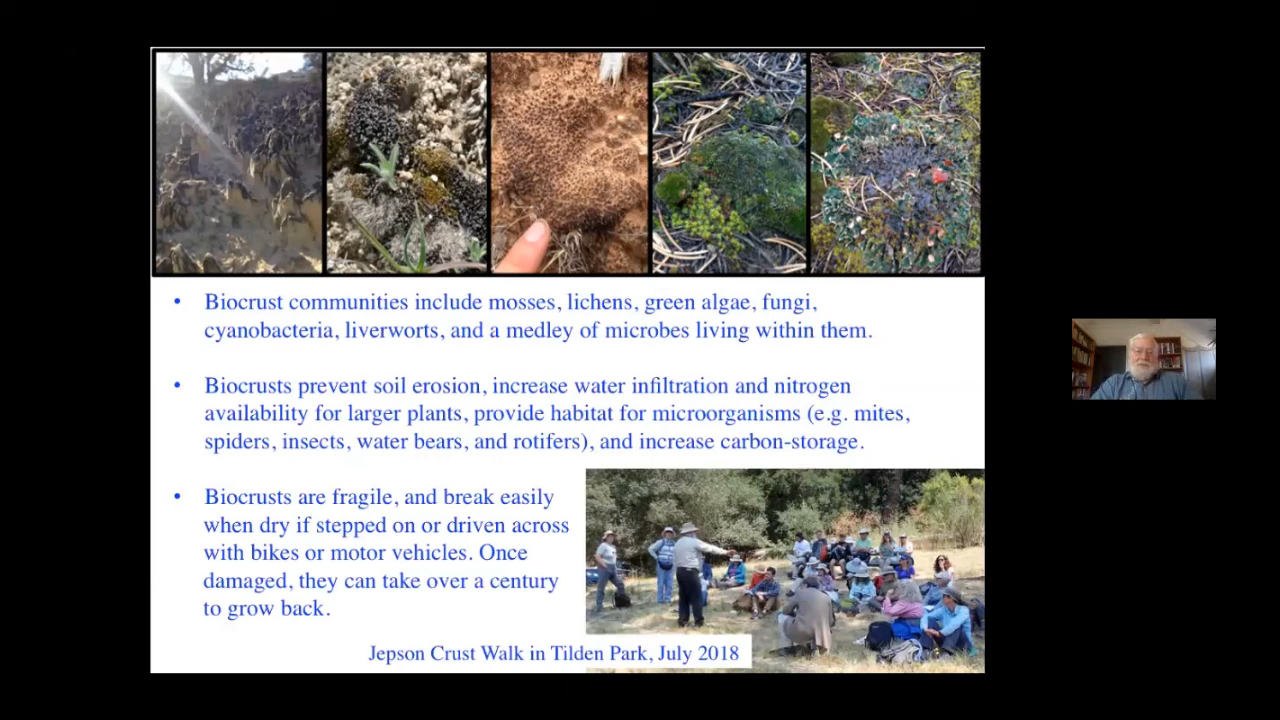 • Biocrust communities include mosses, lichens, green algae, fungi,
cyanobacteria, liverworts, and a medley of microbes living within them.
• Biocrusts prevent soil erosion, increase water infiltration and nitrogen
availability for larger plants, provide habitat for microorganisms (e.g. mites,
spiders, insects, water bears, and rotifers), and increase carbon-storage.
• Biocrusts are fragile, and break easily
when dry if stepped on or driven across
with bikes or motor vehicles. Once
damaged, they can take over a century
to grow back.
Jepson Crust Walk in Tilden Park, July 2018